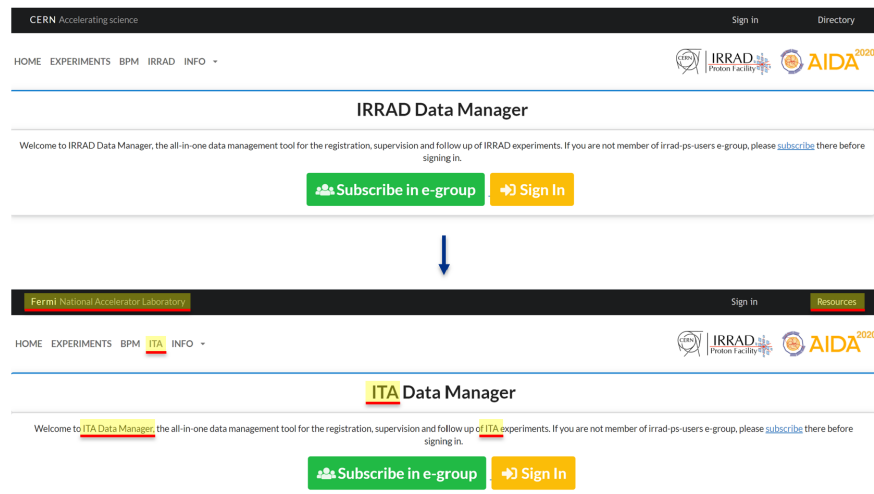 CERN Accelerating science
Sign in
Directory
HOME EXPERIMENTS BPM IRRAD INFO
CERN
IRRAD
Proton Facility
AIDA2020
IRRAD Data Manager
Welcome to IRRAD Data Manager, the all-in-one data management tool for the registration, supervision and follow up of IRRAD experiments. If you are not member of irrad-ps-users e-group, please subscribe there before
signing in.
Subscribe in e-group
Sign In
Fermi National Accelerator Laboratory
Sign in
Resources
HOME EXPERIMENTS BPM ITA INFO
CERN
IRRAD
Proton Facility
AIDA2020
ITA Data Manager
Welcome to ITA Data Manager, the all-in-one data management tool for the registration, supervision and follow up of ITA experiments. If you are not member of irrad-ps-users e-group, please subscribe there before
signing in.
Subscribe in e-group
Sign In